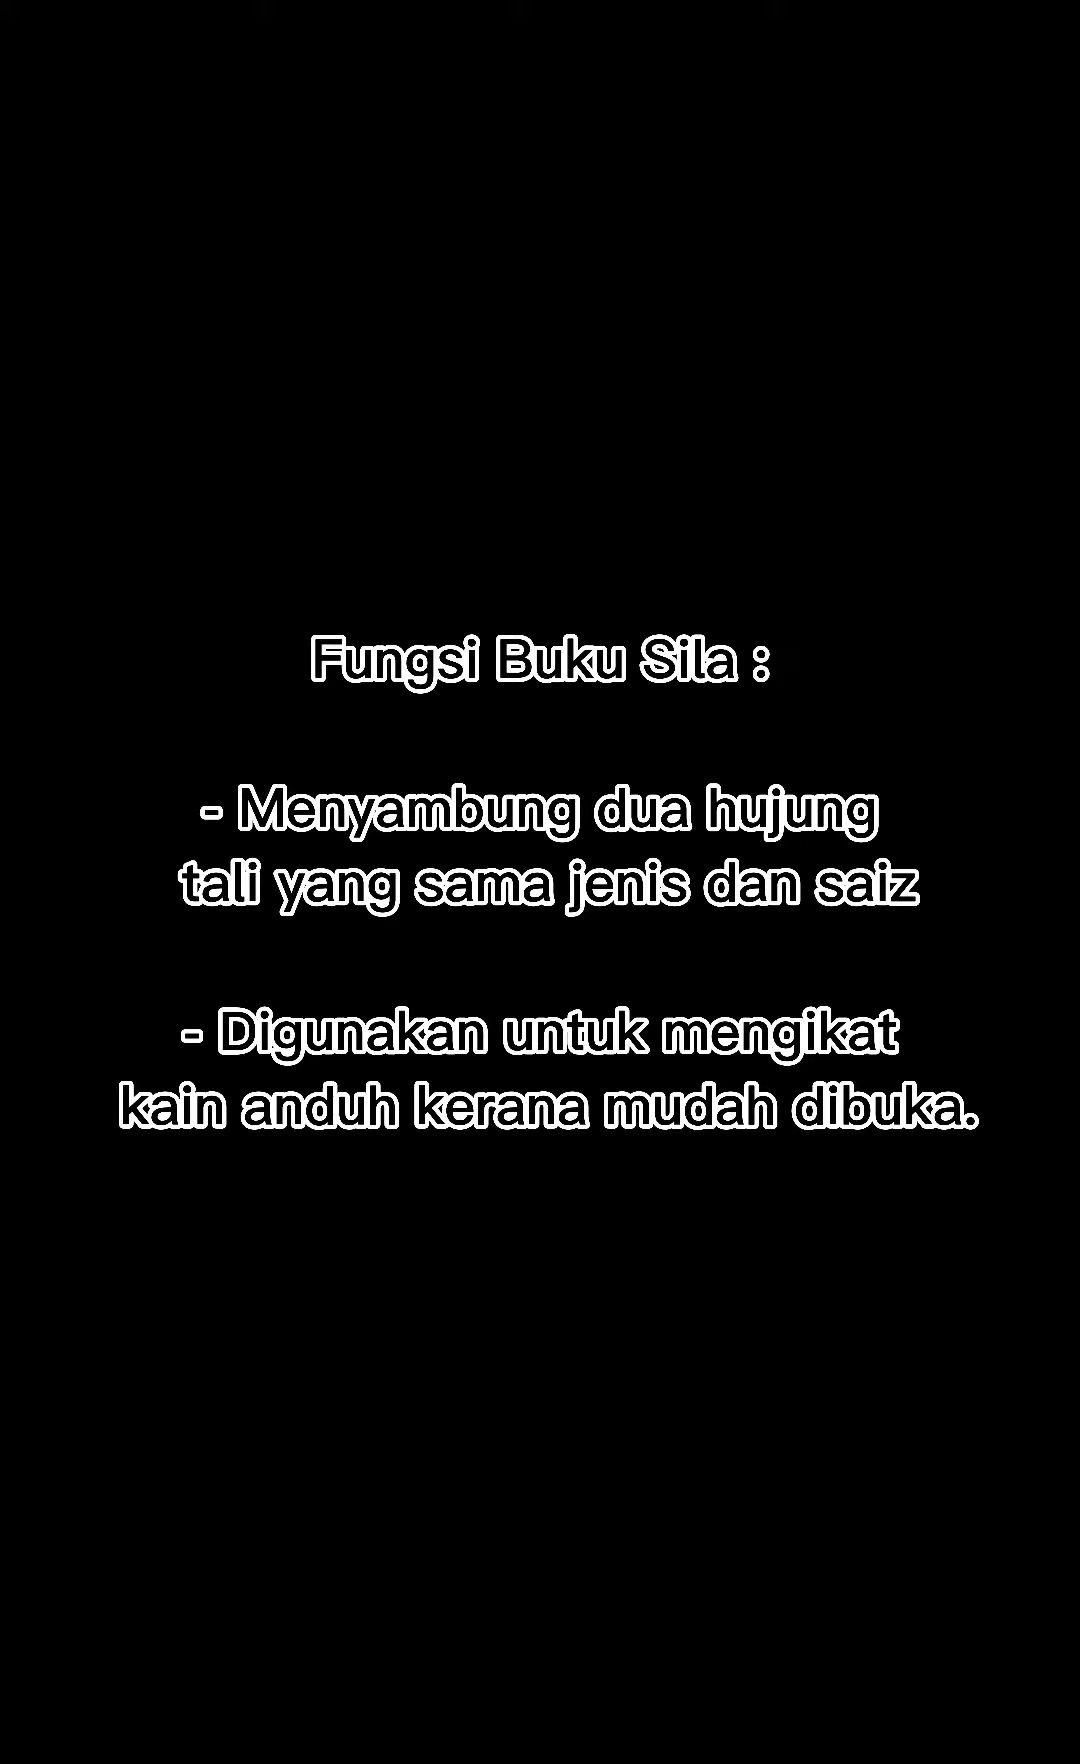 Fungsi Buku Sila :
- Menyambung dua hujung
tali yang sama jenis dan saiz
- Digunakan untuk mengikat
kain anduh kerana mudah dibuka.